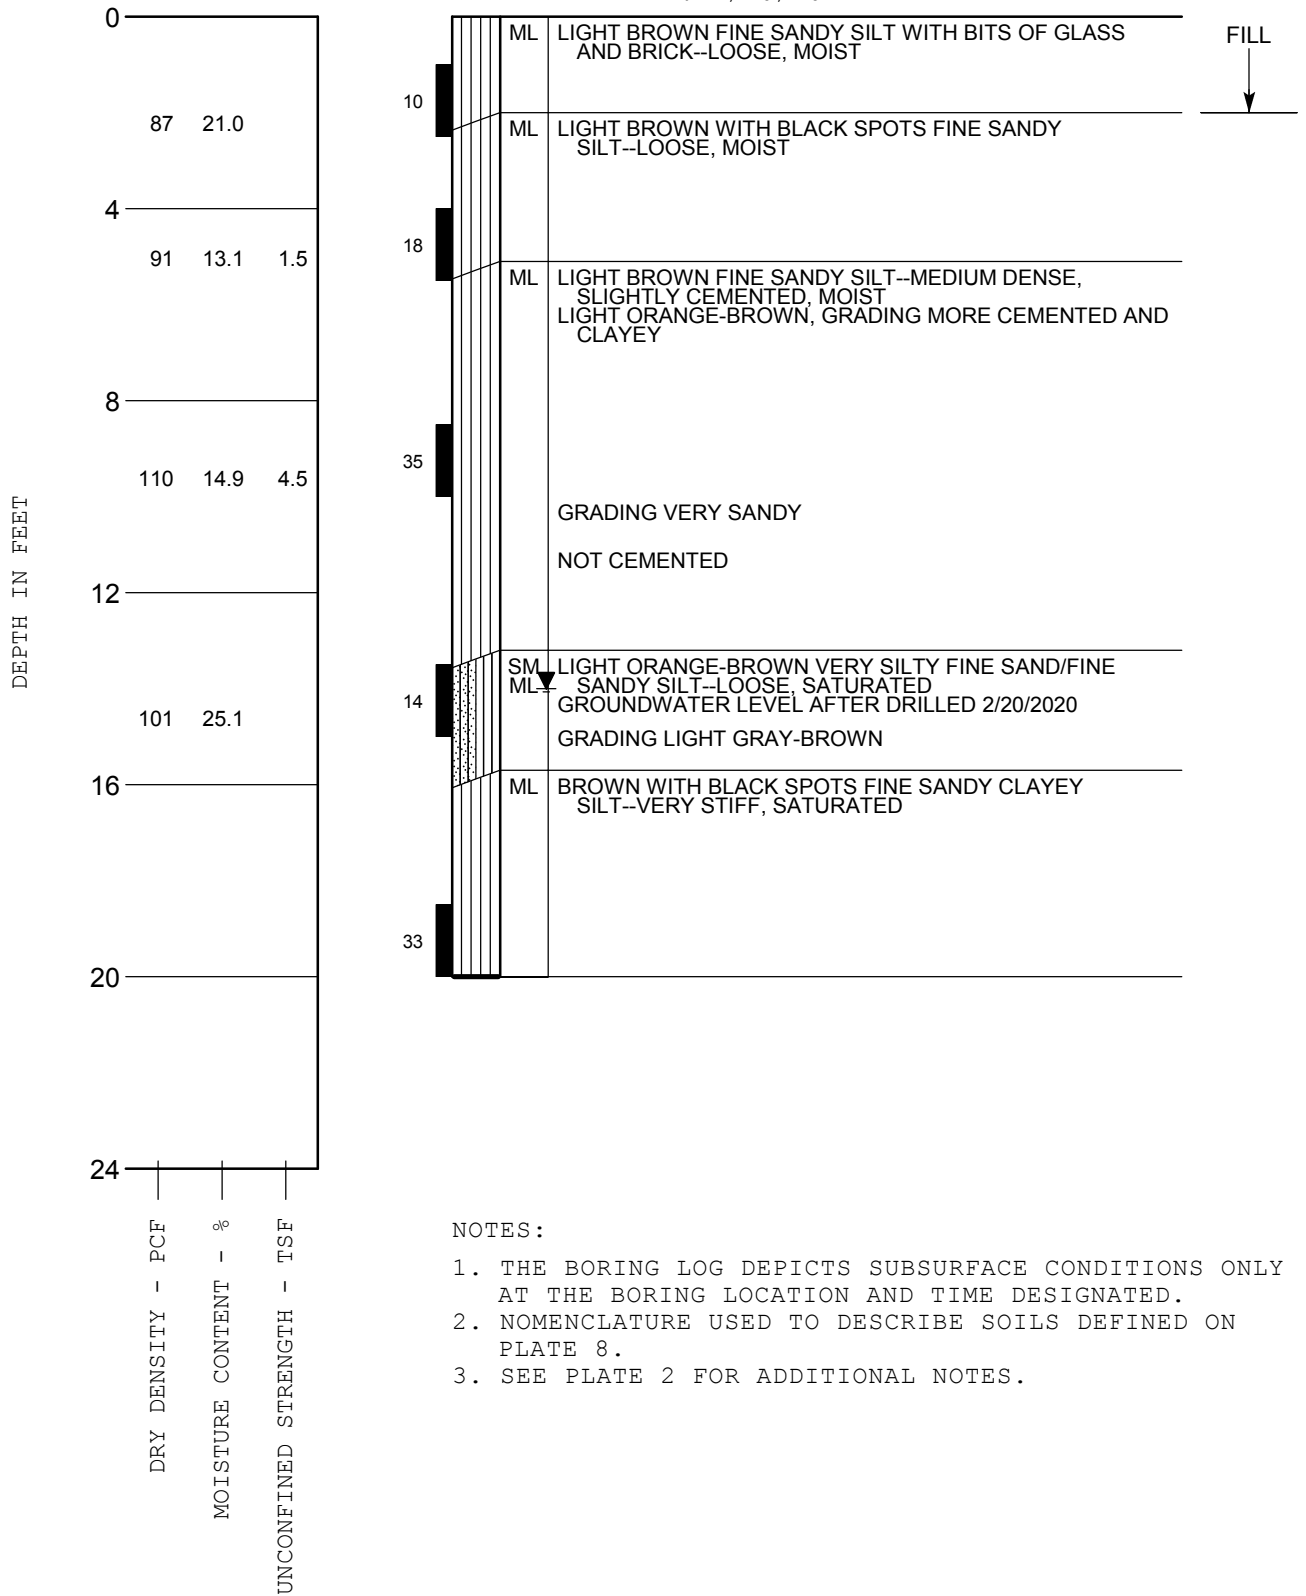 0
ML LIGHT BROWN FINE SANDY SILT WITH BITS OF GLASS
AND BRICK--LOOSE, MOIST
FILL
10
87 21.0
ML LIGHT BROWN WITH BLACK SPOTS FINE SANDY
SILT--LOOSE, MOIST
4
18
91 13.1 1.5
ML LIGHT BROWN FINE SANDY SILT--MEDIUM DENSE,
SLIGHTLY CEMENTED, MOIST
LIGHT ORANGE-BROWN, GRADING MORE CEMENTED AND
CLAYEY
8
35
110 14.9 4.5
GRADING VERY SANDY
NOT CEMENTED
12
SM LIGHT ORANGE-BROWN VERY SILTY FINE SAND/FINE
ML SANDY SILT--LOOSE, SATURATED
14
GROUNDWATER LEVEL AFTER DRILLED 2/20/2020
101 25.1
GRADING LIGHT GRAY-BROWN
16
ML BROWN WITH BLACK SPOTS FINE SANDY CLAYEY
SILT--VERY STIFF, SATURATED
33
20
24
DEPTH IN FEET
DRY DENSITY - PCF
MOISTURE CONTENT - %
UNCONFINED STRENGTH - TSF
NOTES:
1. THE BORING LOG DEPICTS SUBSURFACE CONDITIONS ONLY
AT THE BORING LOCATION AND TIME DESIGNATED.
2. NOMENCLATURE USED TO DESCRIBE SOILS DEFINED ON
PLATE 8.
3. SEE PLATE 2 FOR ADDITIONAL NOTES.